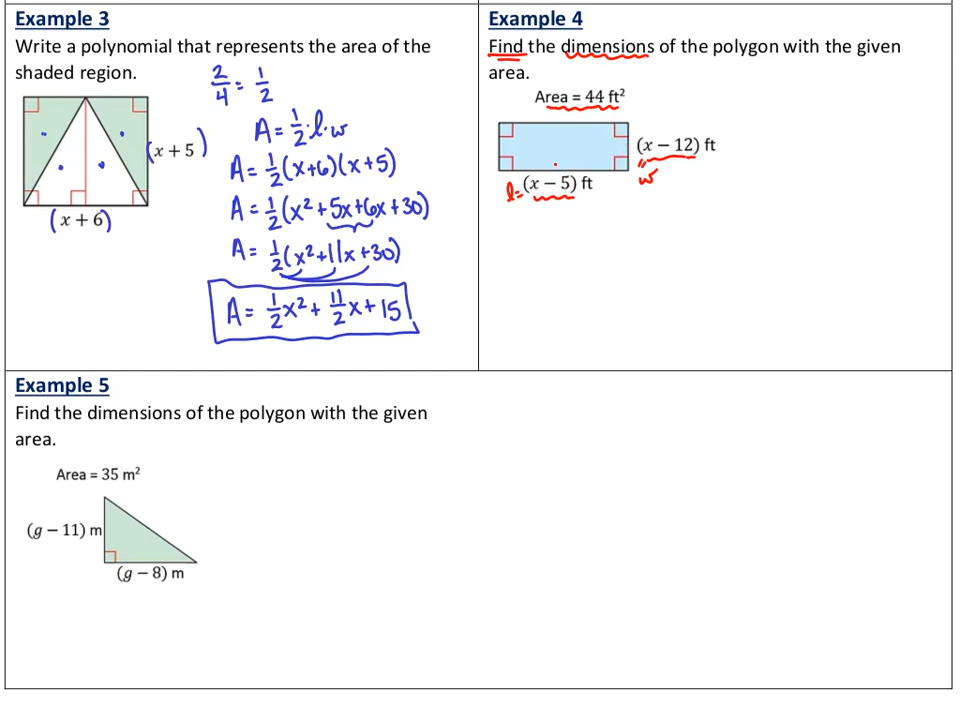 Example 3
Write a polynomial that represents the area of the
shaded region.
2/4 = 1/2
A = 1/2 · l · w
(x + 5)
A = 1/2(x+6)(x+5)
A = 1/2(x² + 5x + 6x + 30)
(x + 6)
A = 1/2(x² + 11x + 30)
A = 1/2x² + 11/2x + 15
Example 4
Find the dimensions of the polygon with the given
area.
Area = 44 ft²
(x − 12) ft
w
l = (x − 5) ft
Example 5
Find the dimensions of the polygon with the given
area.
Area = 35 m²
(g − 11) m
(g − 8) m